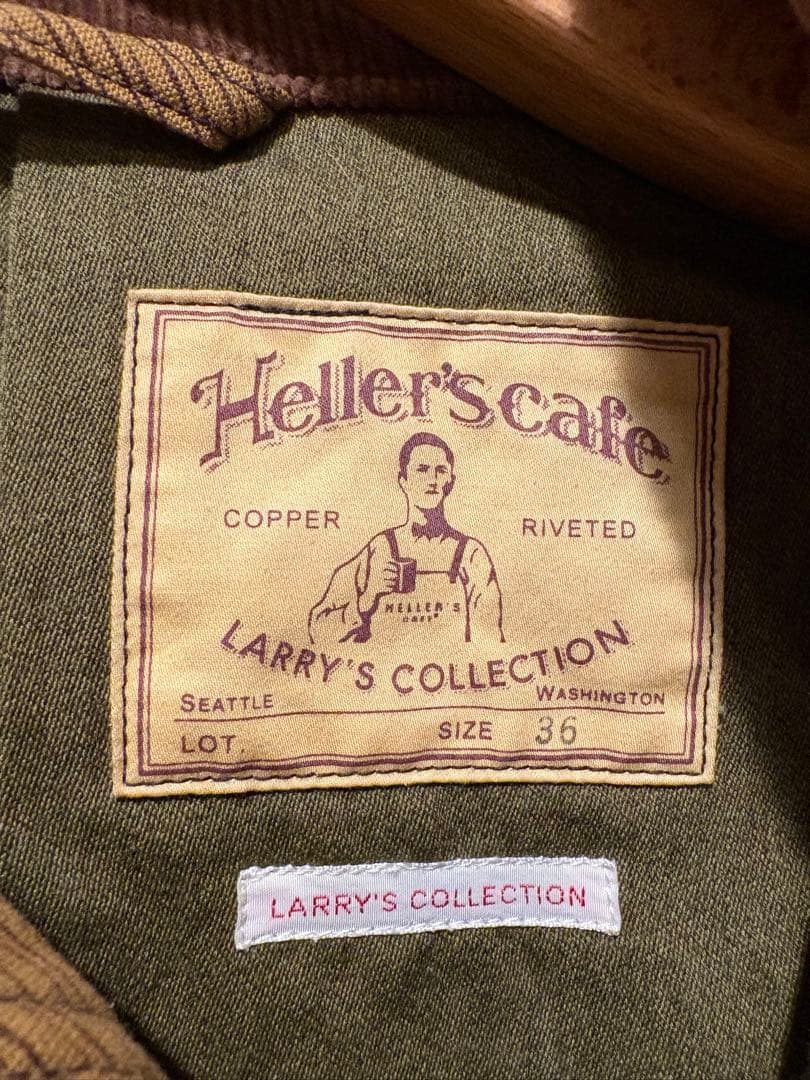 Heller's cafe
COPPER RIVETED
HELLER'S
CAFE
LARRY'S COLLECTION
SEATTLE WASHINGTON
LOT. SIZE 36
LARRY'S COLLECTION